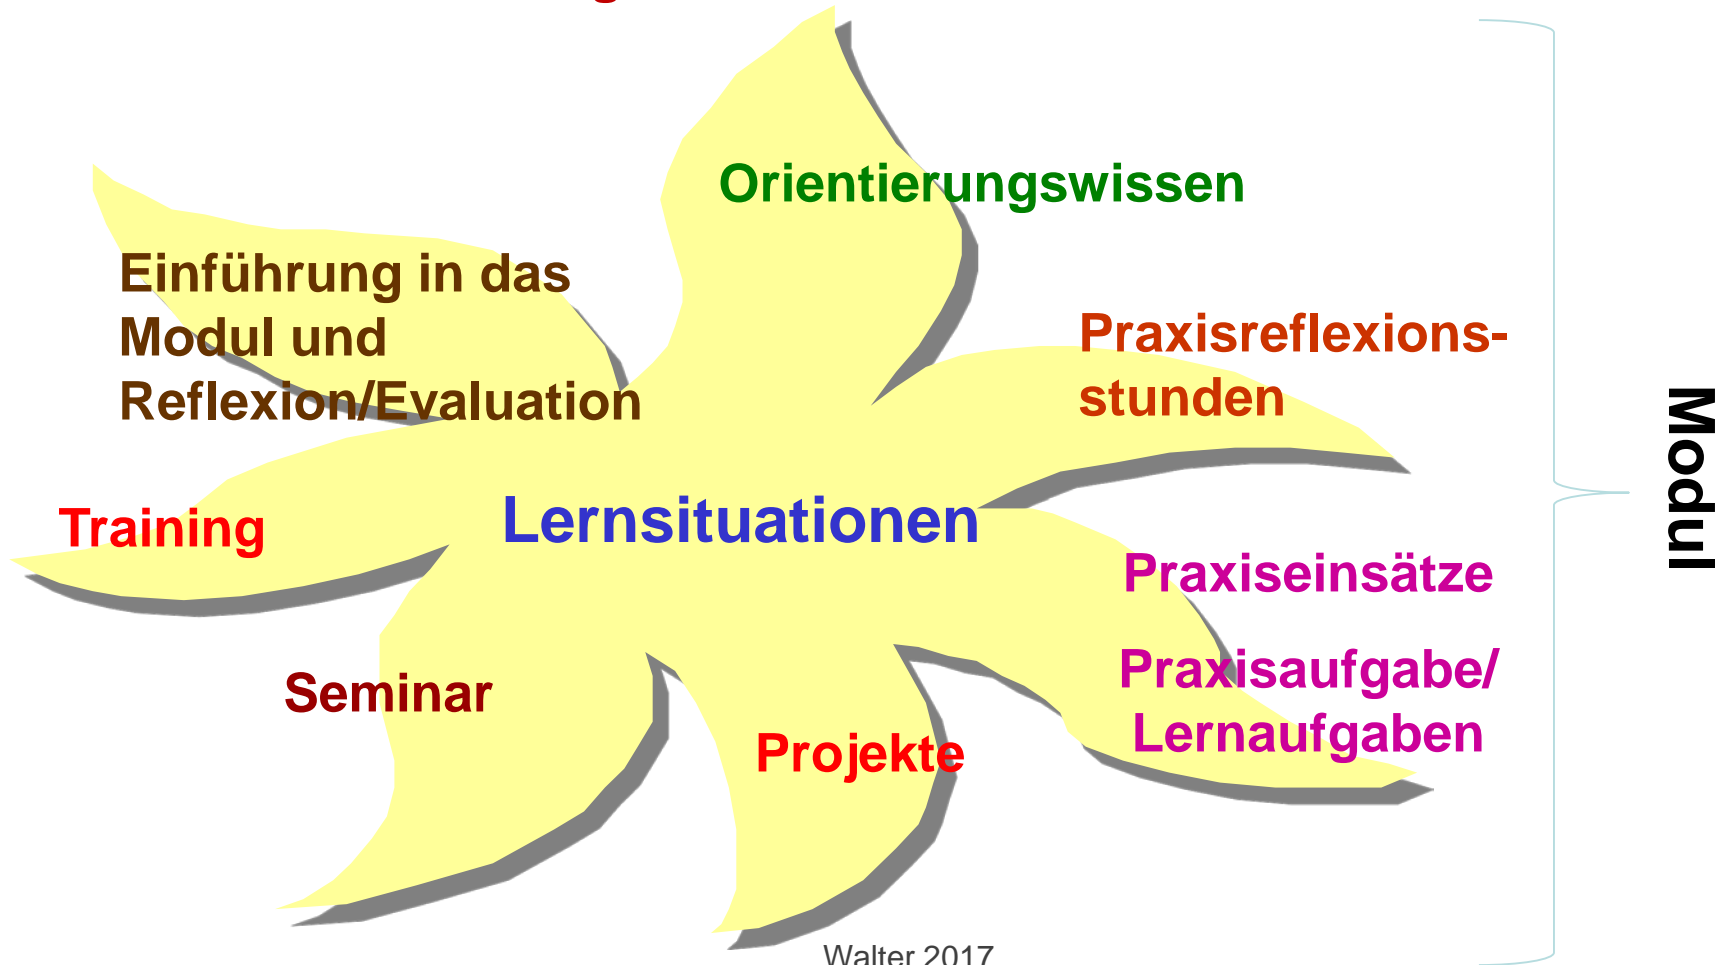 Orientierungswissen
Einführung in das
Modul und
Reflexion/Evaluation
Praxisreflexions-
stunden
Training
Lernsituationen
Praxiseinsätze
Praxisaufgabe/
Lernaufgaben
Seminar
Projekte
Modul
Walter 2017